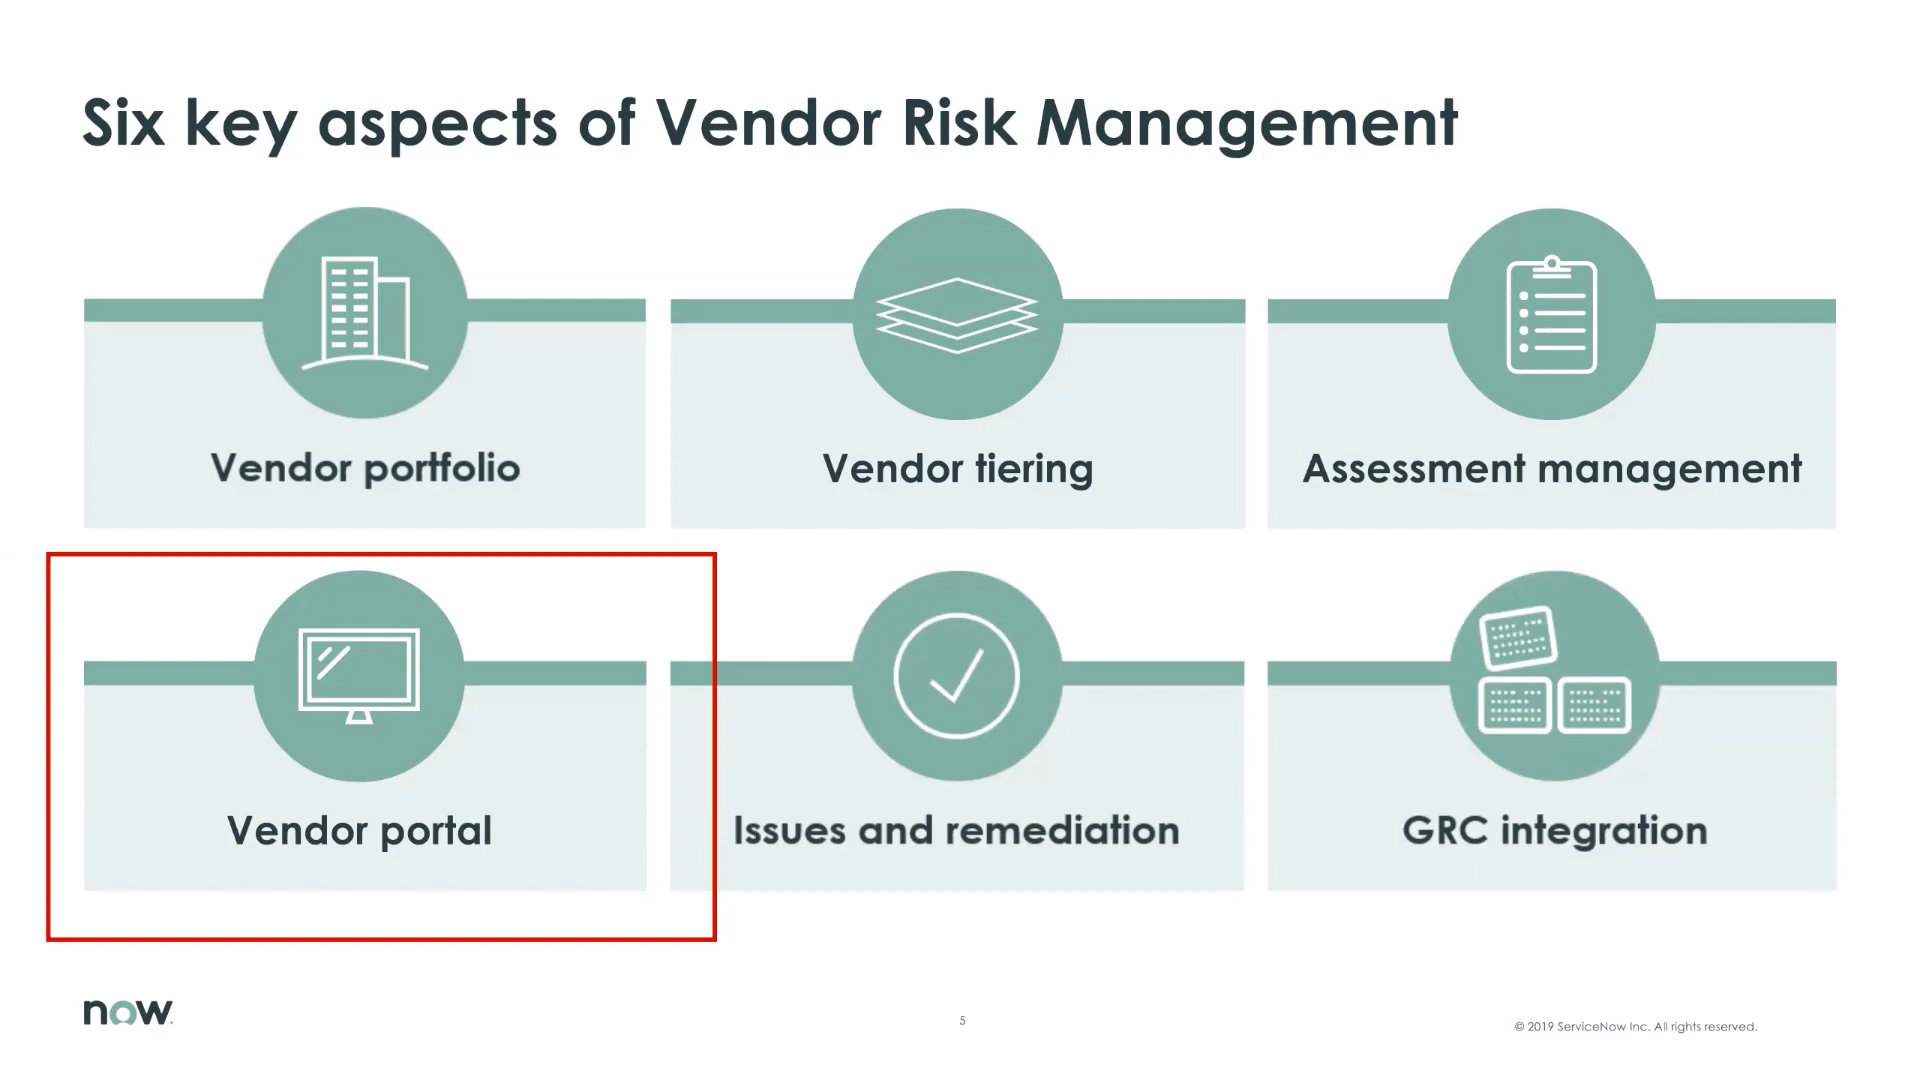 Six key aspects of Vendor Risk Management
Vendor portfolio
Vendor tiering
Assessment management
Vendor portal
Issues and remediation
GRC integration
now.
5
© 2019 ServiceNow Inc. All rights reserved.